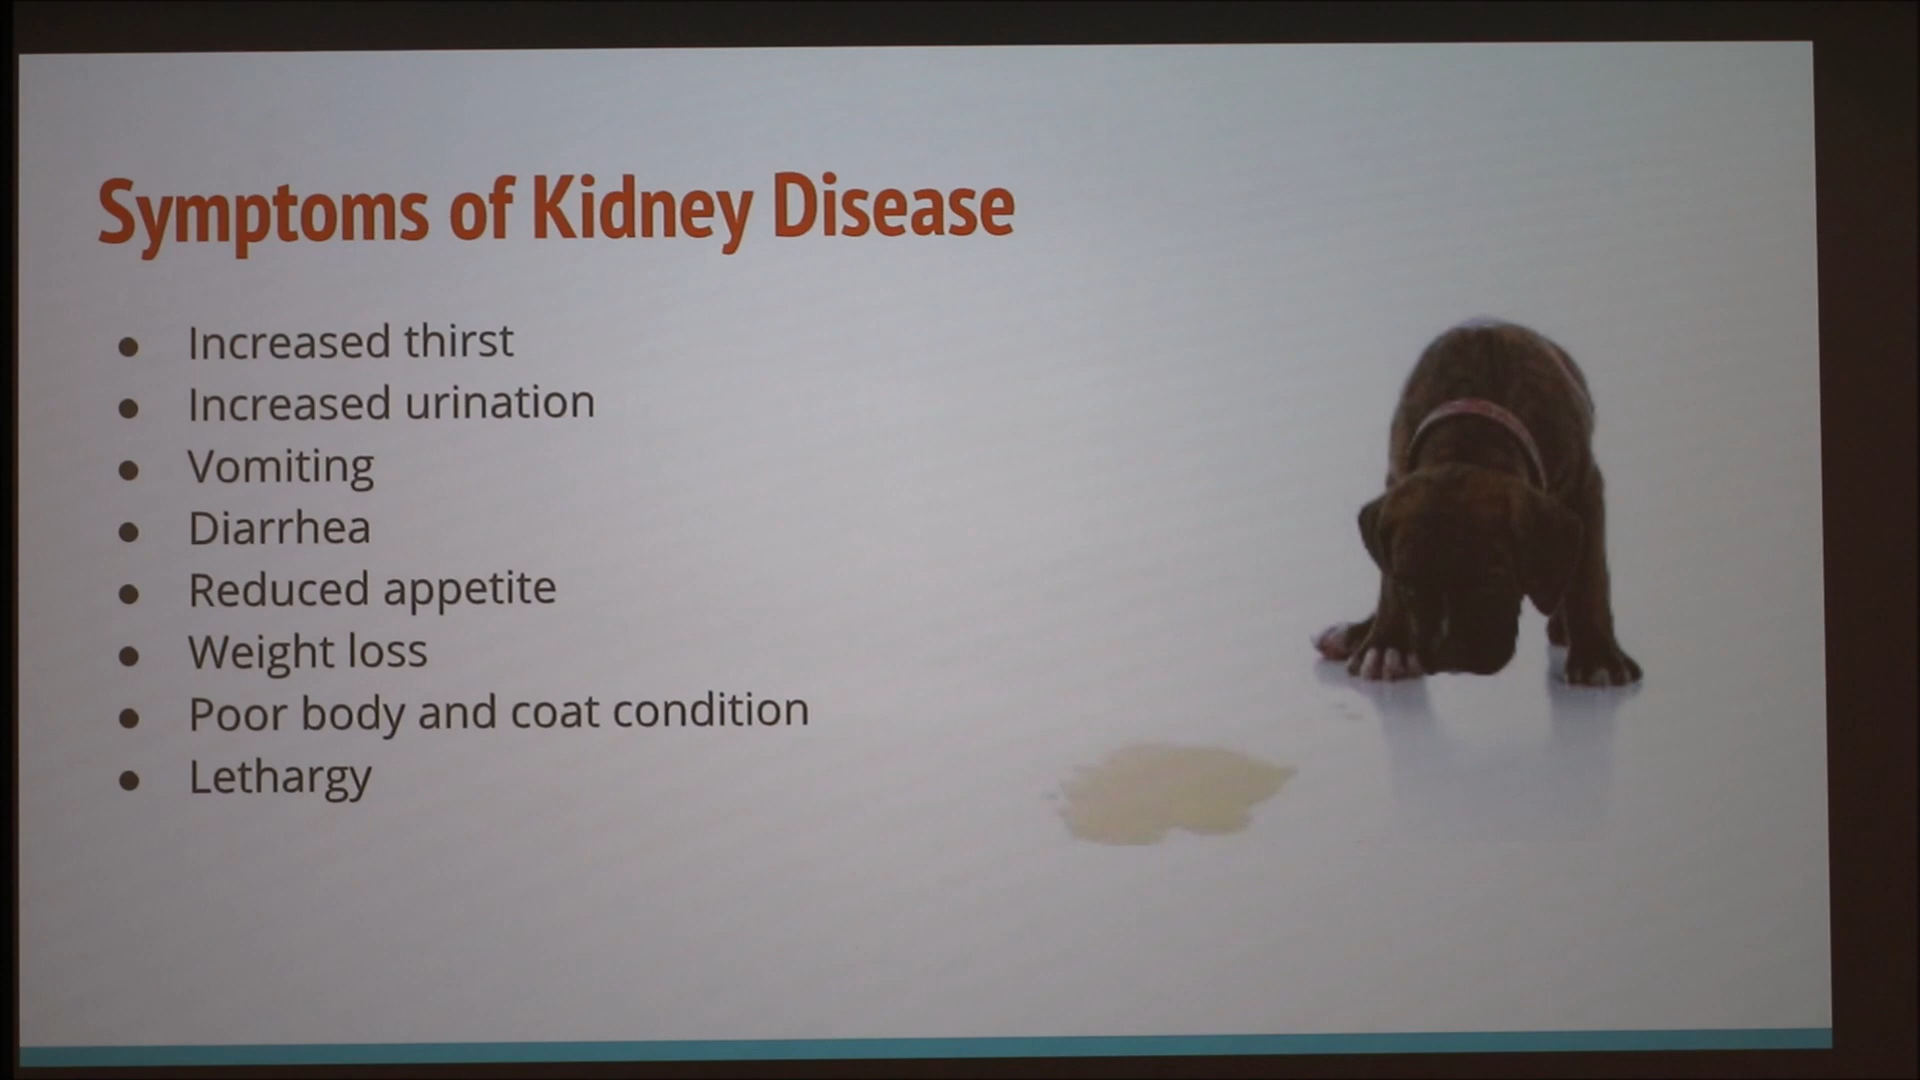 Symptoms of Kidney Disease
● Increased thirst
● Increased urination
● Vomiting
● Diarrhea
● Reduced appetite
● Weight loss
● Poor body and coat condition
● Lethargy